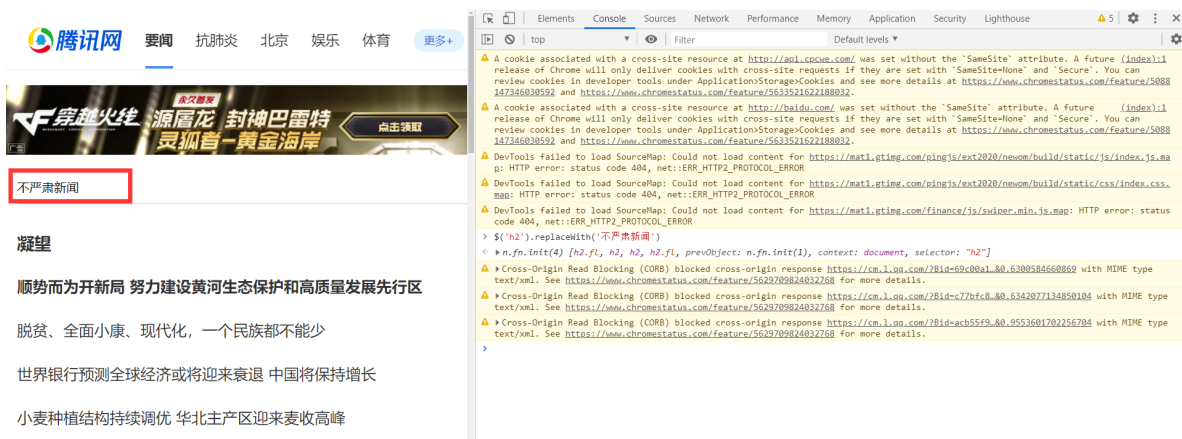 腾讯网 要闻 抗肺炎 北京 娱乐 体育 更多+
穿越火线
永久首发
源眉龙 封神巴雷特
灵狐者-黄金海岸
点击领取
广告
不严肃新闻
凝望
顺势而为开新局 努力建设黄河生态保护和高质量发展先行区
脱贫、全面小康、现代化，一个民族都不能少
世界银行预测全球经济或将迎来衰退 中国将保持增长
小麦种植结构持续调优 华北主产区迎来麦收高峰
Elements Console Sources Network Performance Memory Application Security Lighthouse 5
top Filter Default levels ▼
A cookie associated with a cross-site resource at http://api.cpcwe.com/ was set without the `SameSite` attribute. A future (index):1
release of Chrome will only deliver cookies with cross-site requests if they are set with `SameSite=None` and `Secure`. You can
review cookies in developer tools under Application>Storage>Cookies and see more details at https://www.chromestatus.com/feature/5088
147346030592 and https://www.chromestatus.com/feature/5633521622188032.
A cookie associated with a cross-site resource at http://baidu.com/ was set without the `SameSite` attribute. A future (index):1
release of Chrome will only deliver cookies with cross-site requests if they are set with `SameSite=None` and `Secure`. You can
review cookies in developer tools under Application>Storage>Cookies and see more details at https://www.chromestatus.com/feature/5088
147346030592 and https://www.chromestatus.com/feature/5633521622188032.
DevTools failed to load SourceMap: Could not load content for https://mat1.gtimg.com/pingjs/ext2020/newom/build/static/js/index.js.ma
p: HTTP error: status code 404, net::ERR_HTTP2_PROTOCOL_ERROR
DevTools failed to load SourceMap: Could not load content for https://mat1.gtimg.com/pingjs/ext2020/newom/build/static/css/index.css.
map: HTTP error: status code 404, net::ERR_HTTP2_PROTOCOL_ERROR
DevTools failed to load SourceMap: Could not load content for https://mat1.gtimg.com/finance/js/swiper.min.js.map: HTTP error: status
code 404, net::ERR_HTTP2_PROTOCOL_ERROR
> $('h2').replaceWith('不严肃新闻')
n.fn.init(4) [h2.fl, h2, h2, h2.fl, prevObject: n.fn.init(1), context: document, selector: "h2"]
Cross-Origin Read Blocking (CORB) blocked cross-origin response https://cm.l.qq.com/?Bid=69c00a1…&0.6300584660869 with MIME type
text/xml. See https://www.chromestatus.com/feature/5629709824032768 for more details.
Cross-Origin Read Blocking (CORB) blocked cross-origin response https://cm.l.qq.com/?Bid=c77bfc8…&0.6342077134850104 with MIME type
text/xml. See https://www.chromestatus.com/feature/5629709824032768 for more details.
Cross-Origin Read Blocking (CORB) blocked cross-origin response https://cm.l.qq.com/?Bid=acb55f9…&0.9553601702256704 with MIME type
text/xml. See https://www.chromestatus.com/feature/5629709824032768 for more details.
>